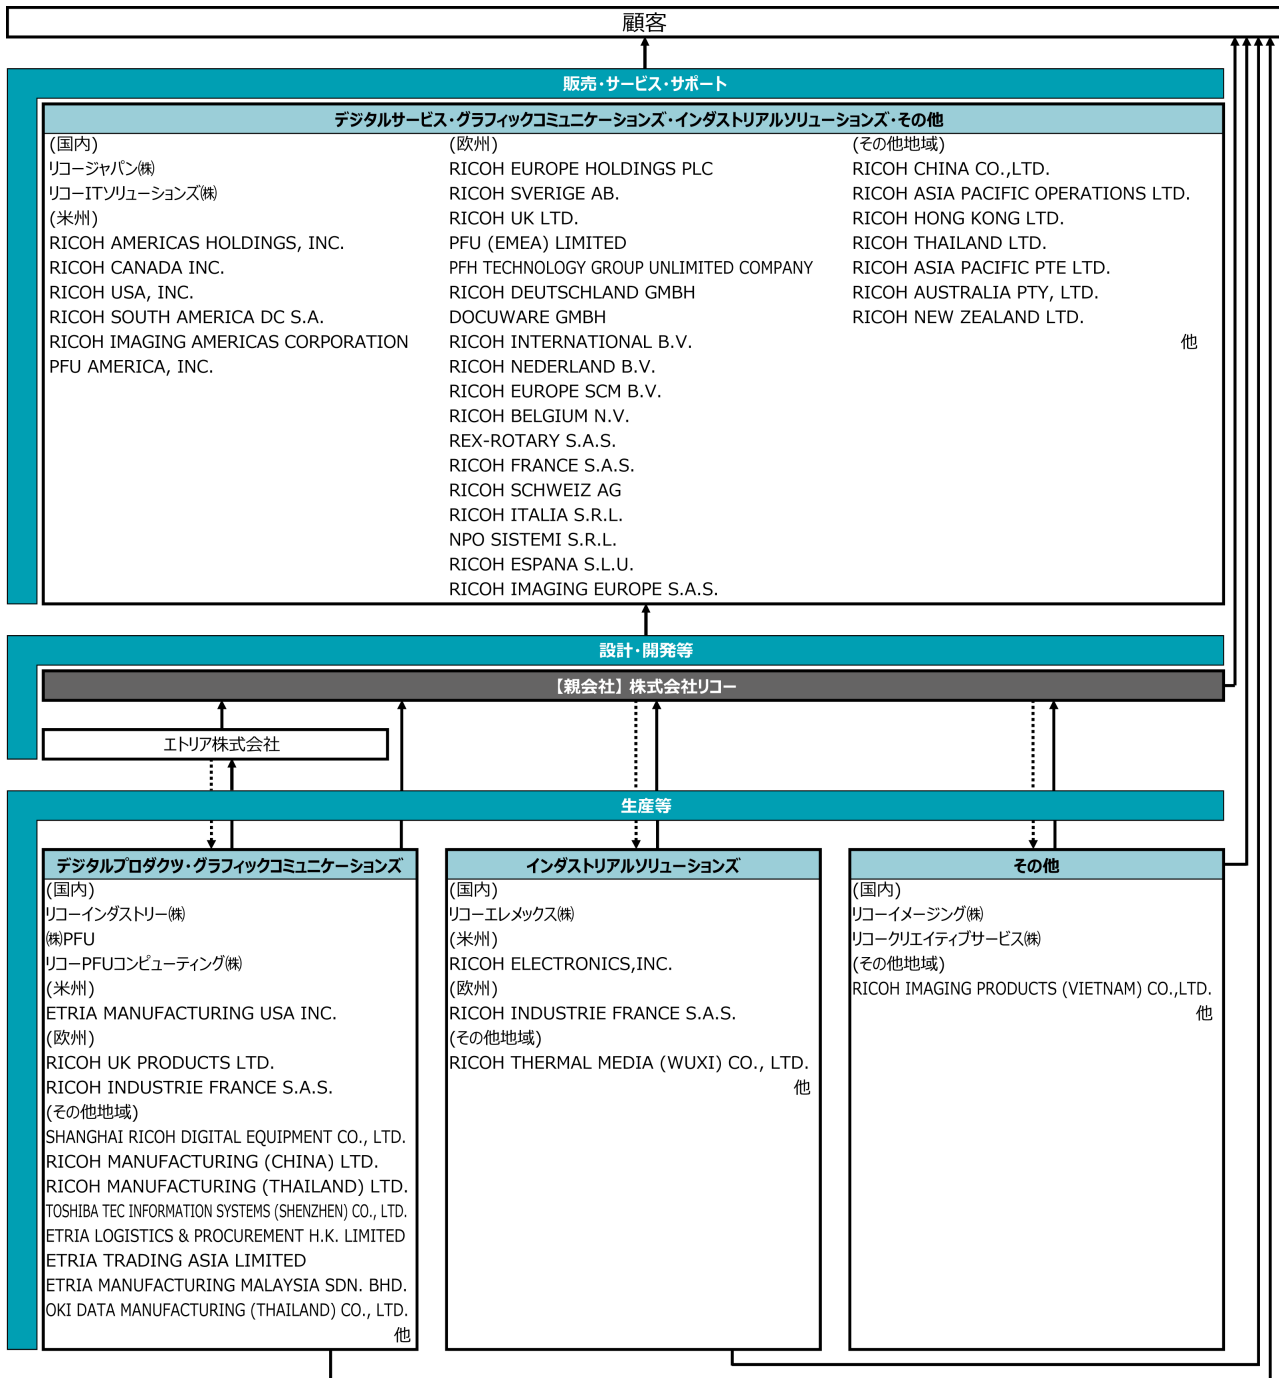 顧客
販売・サービス・サポート
デジタルサービス・グラフィックコミュニケーションズ・インダストリアルソリューションズ・その他
(国内)
リコージャパン㈱
リコーITソリューションズ㈱
(米州)
RICOH AMERICAS HOLDINGS, INC.
RICOH CANADA INC.
RICOH USA, INC.
RICOH SOUTH AMERICA DC S.A.
RICOH IMAGING AMERICAS CORPORATION
PFU AMERICA, INC.
(欧州)
RICOH EUROPE HOLDINGS PLC
RICOH SVERIGE AB.
RICOH UK LTD.
PFU (EMEA) LIMITED
PFH TECHNOLOGY GROUP UNLIMITED COMPANY
RICOH DEUTSCHLAND GMBH
DOCUWARE GMBH
RICOH INTERNATIONAL B.V.
RICOH NEDERLAND B.V.
RICOH EUROPE SCM B.V.
RICOH BELGIUM N.V.
REX-ROTARY S.A.S.
RICOH FRANCE S.A.S.
RICOH SCHWEIZ AG
RICOH ITALIA S.R.L.
NPO SISTEMI S.R.L.
RICOH ESPANA S.L.U.
RICOH IMAGING EUROPE S.A.S.
(その他地域)
RICOH CHINA CO.,LTD.
RICOH ASIA PACIFIC OPERATIONS LTD.
RICOH HONG KONG LTD.
RICOH THAILAND LTD.
RICOH ASIA PACIFIC PTE LTD.
RICOH AUSTRALIA PTY, LTD.
RICOH NEW ZEALAND LTD.
他
設計・開発等
【親会社】株式会社リコー
エトリア株式会社
生産等
デジタルプロダクツ・グラフィックコミュニケーションズ
(国内)
リコーインダストリー㈱
㈱PFU
リコーPFUコンピューティング㈱
(米州)
ETRIA MANUFACTURING USA INC.
(欧州)
RICOH UK PRODUCTS LTD.
RICOH INDUSTRIE FRANCE S.A.S.
(その他地域)
SHANGHAI RICOH DIGITAL EQUIPMENT CO., LTD.
RICOH MANUFACTURING (CHINA) LTD.
RICOH MANUFACTURING (THAILAND) LTD.
TOSHIBA TEC INFORMATION SYSTEMS (SHENZHEN) CO., LTD.
ETRIA LOGISTICS & PROCUREMENT H.K. LIMITED
ETRIA TRADING ASIA LIMITED
ETRIA MANUFACTURING MALAYSIA SDN. BHD.
OKI DATA MANUFACTURING (THAILAND) CO., LTD.
他
インダストリアルソリューションズ
(国内)
リコーエレメックス㈱
(米州)
RICOH ELECTRONICS,INC.
(欧州)
RICOH INDUSTRIE FRANCE S.A.S.
(その他地域)
RICOH THERMAL MEDIA (WUXI) CO., LTD.
他
その他
(国内)
リコーイメージング㈱
リコークリエイティブサービス㈱
(その他地域)
RICOH IMAGING PRODUCTS (VIETNAM) CO.,LTD.
他